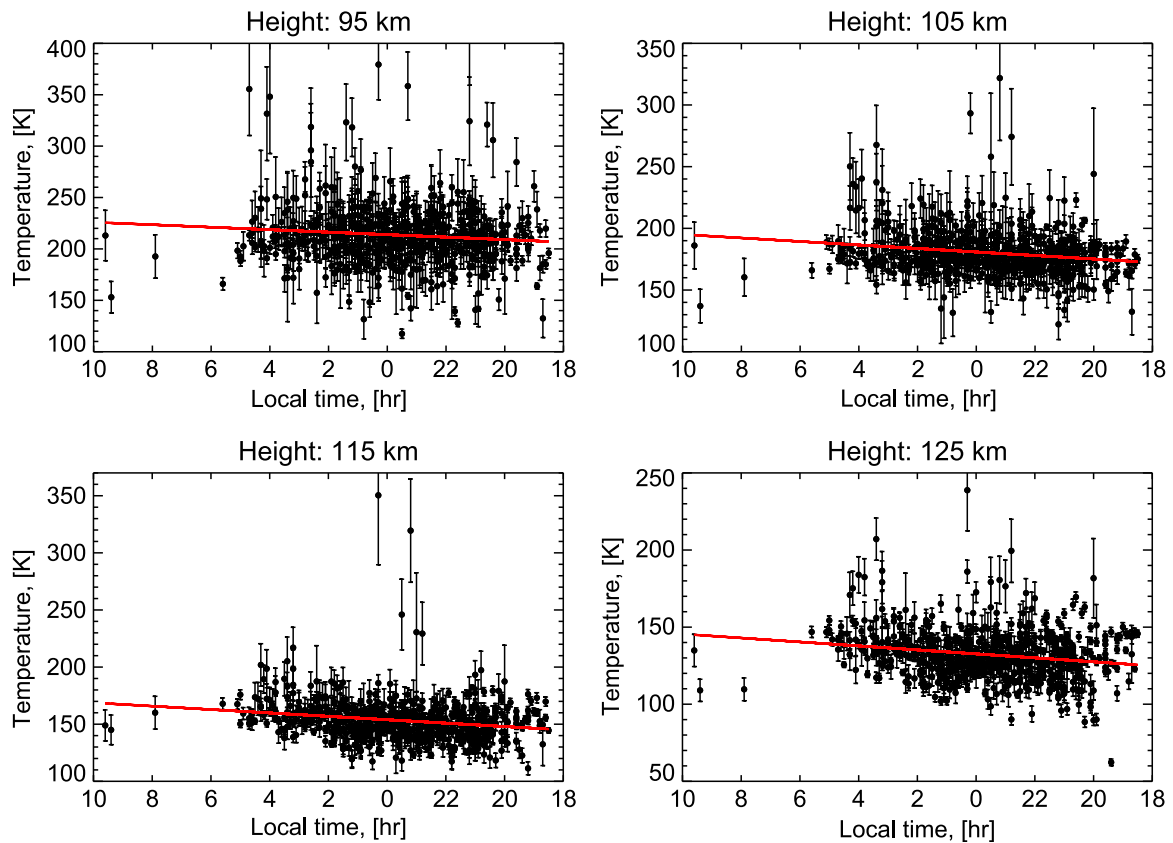 Height: 95 km
Temperature, [K]
400
350
300
250
200
150
100
10 8 6 4 2 0 22 20 18
Local time, [hr]
Height: 105 km
Temperature, [K]
350
300
250
200
150
100
10 8 6 4 2 0 22 20 18
Local time, [hr]
Height: 115 km
Temperature, [K]
350
300
250
200
150
100
10 8 6 4 2 0 22 20 18
Local time, [hr]
Height: 125 km
Temperature, [K]
250
200
150
100
50
10 8 6 4 2 0 22 20 18
Local time, [hr]